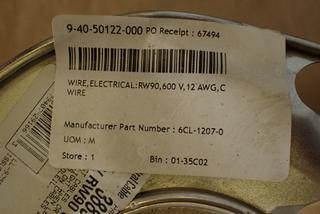 9-40-50122-000 PO Receipt : 67494
WIRE,ELECTRICAL:RW90,600 V,12 AWG,C
WIRE
Manufacturer Part Number : 6CL-1207-0
UOM : M
Store : 1 Bin : 01-35C02
RW90